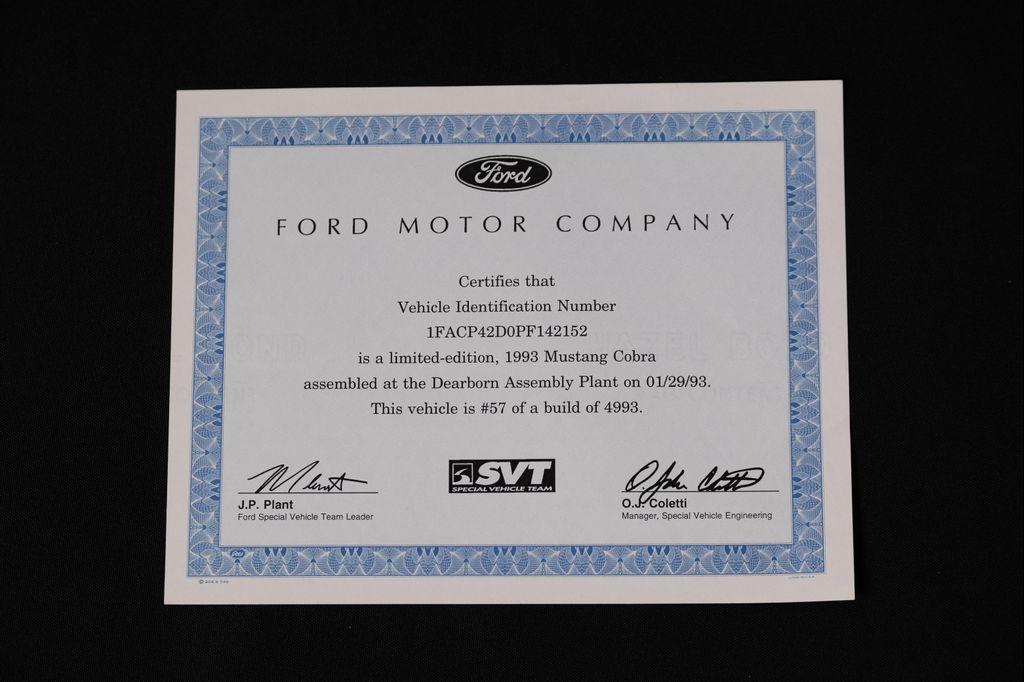 Ford
FORD MOTOR COMPANY
Certifies that
Vehicle Identification Number
1FACP42D0PF142152
is a limited-edition, 1993 Mustang Cobra
assembled at the Dearborn Assembly Plant on 01/29/93.
This vehicle is #57 of a build of 4993.
SVT
SPECIAL VEHICLE TEAM
J.P. Plant
Ford Special Vehicle Team Leader
O.J. Coletti
Manager, Special Vehicle Engineering